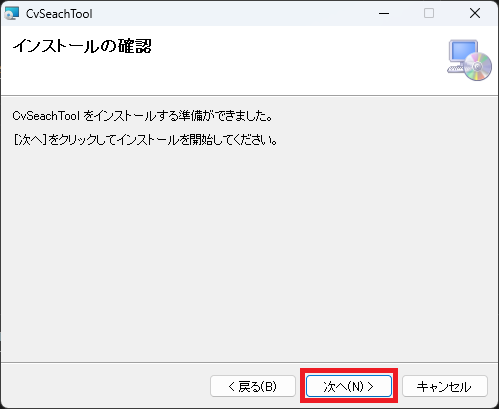 CvSeachTool
インストールの確認
CvSeachTool をインストールする準備ができました。
[次へ]をクリックしてインストールを開始してください。
< 戻る(B)
次へ(N) >
キャンセル